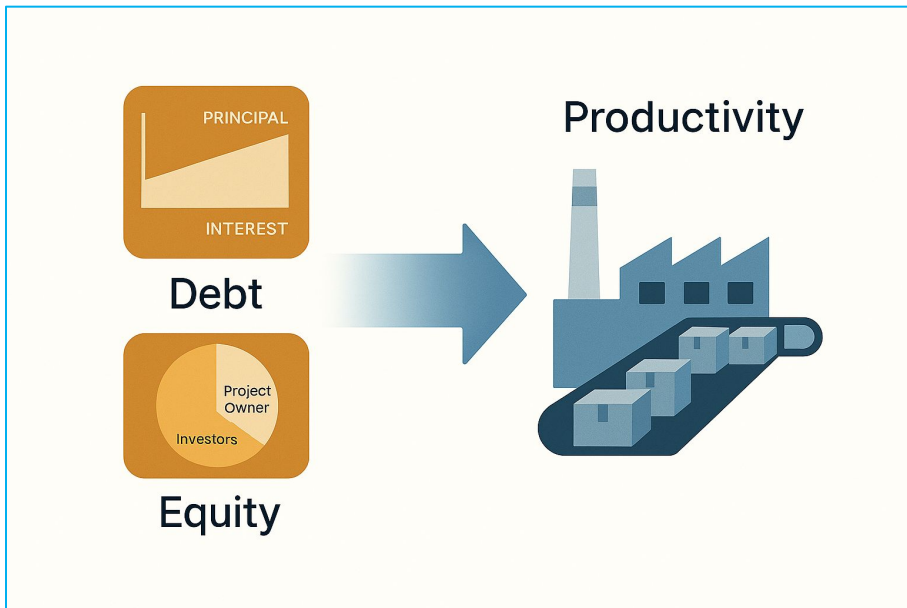 PRINCIPAL
INTEREST
Debt
Project
Owner
Investors
Equity
Productivity